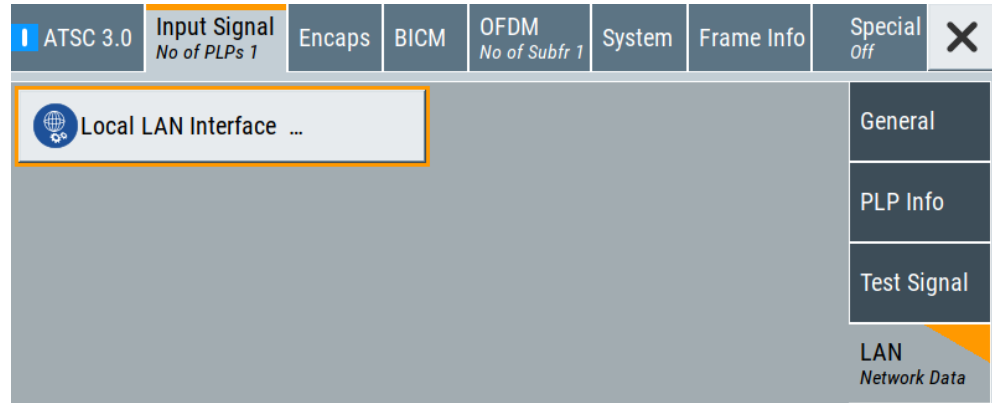 ATSC 3.0
Input Signal
No of PLPs 1
Encaps
BICM
OFDM
No of Subfr 1
System
Frame Info
Special
Off
Local LAN Interface ...
General
PLP Info
Test Signal
LAN
Network Data